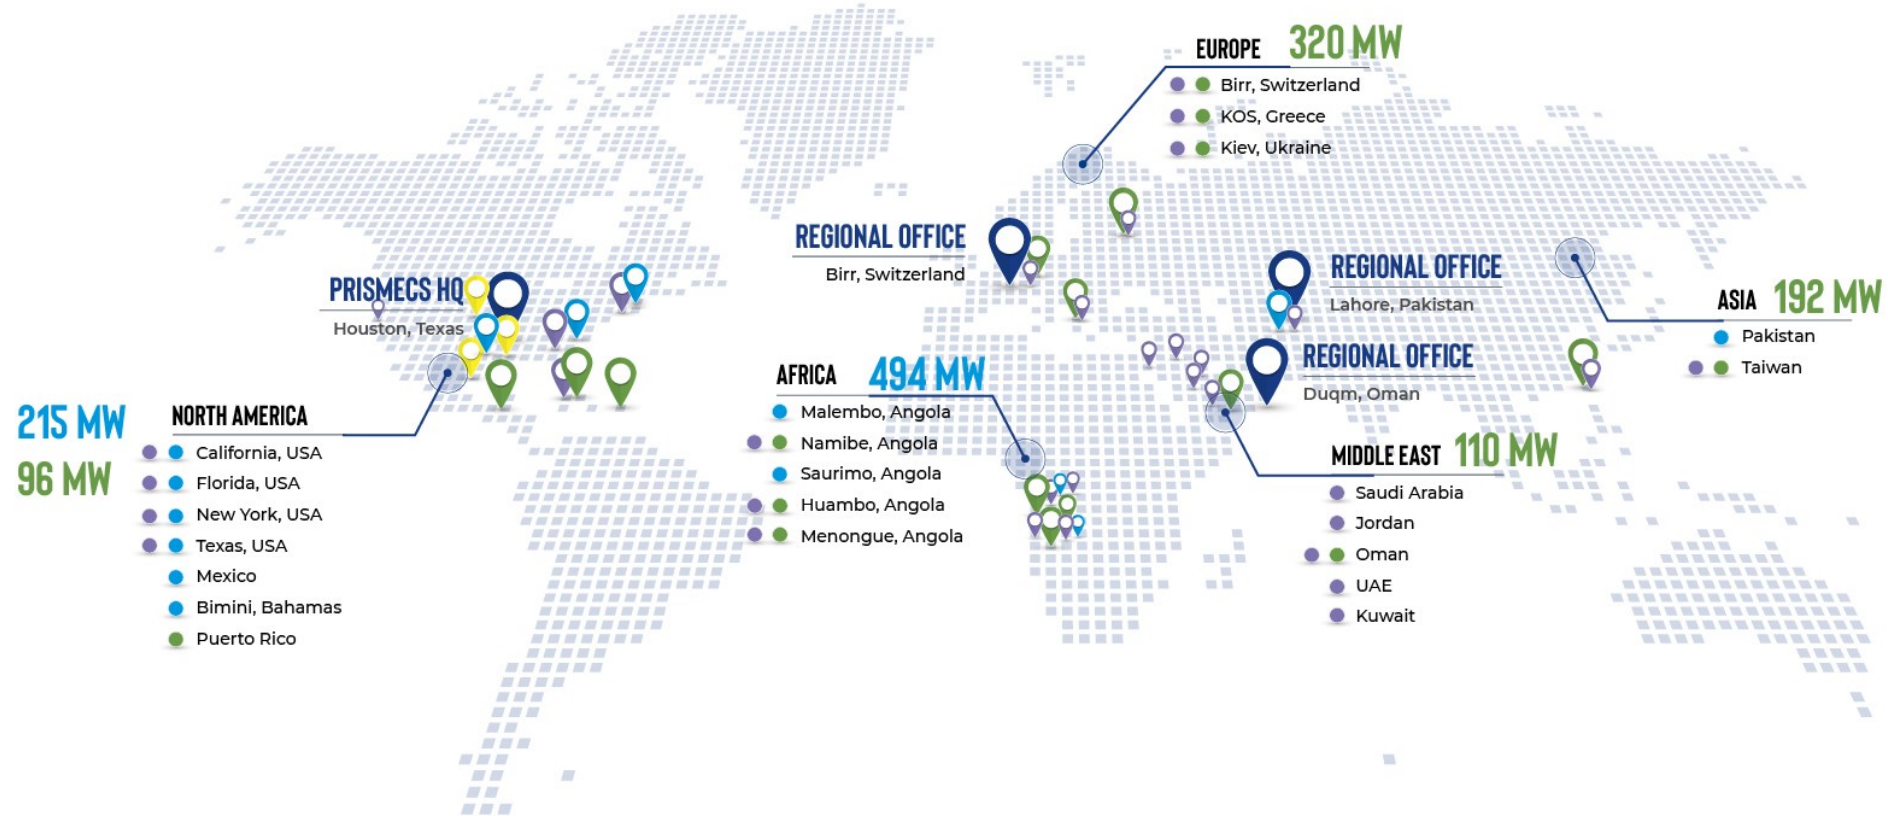 EUROPE 320 MW
Birr, Switzerland
KOS, Greece
Kiev, Ukraine
REGIONAL OFFICE
Birr, Switzerland
PRISMECS HQ
Houston, Texas
REGIONAL OFFICE
Lahore, Pakistan
ASIA 192 MW
Pakistan
Taiwan
REGIONAL OFFICE
Duqm, Oman
AFRICA 494 MW
Malembo, Angola
Namibe, Angola
Saurimo, Angola
Huambo, Angola
Menongue, Angola
215 MW
96 MW
NORTH AMERICA
California, USA
Florida, USA
New York, USA
Texas, USA
Mexico
Bimini, Bahamas
Puerto Rico
MIDDLE EAST 110 MW
Saudi Arabia
Jordan
Oman
UAE
Kuwait